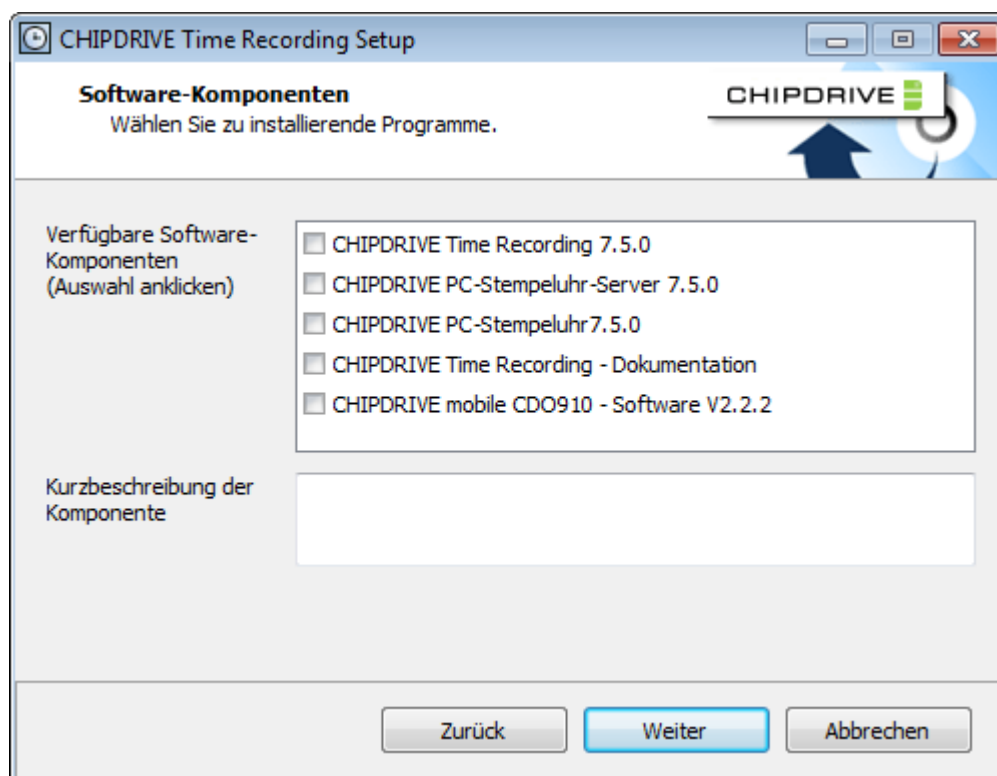 CHIPDRIVE Time Recording Setup
Software-Komponenten
Wählen Sie zu installierende Programme.
CHIPDRIVE
Verfügbare Software-
Komponenten
(Auswahl anklicken)
CHIPDRIVE Time Recording 7.5.0
CHIPDRIVE PC-Stempeluhr-Server 7.5.0
CHIPDRIVE PC-Stempeluhr7.5.0
CHIPDRIVE Time Recording - Dokumentation
CHIPDRIVE mobile CDO910 - Software V2.2.2
Kurzbeschreibung der
Komponente
Zurück
Weiter
Abbrechen